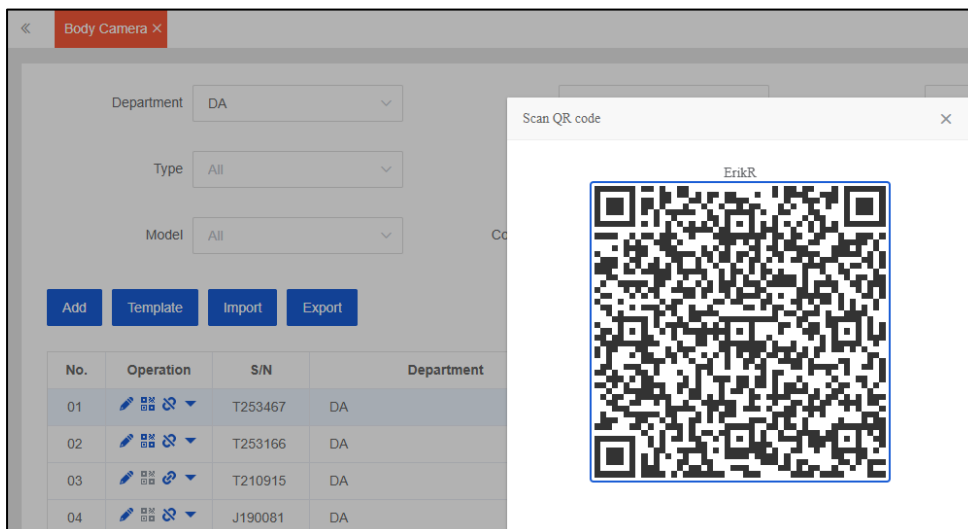 Body Camera
Department DA
Scan QR code
ErikR
Type All
Model All
Co
Add Template Import Export
No. Operation S/N Department
01 T253467 DA
02 T253166 DA
03 T210915 DA
04 J190081 DA